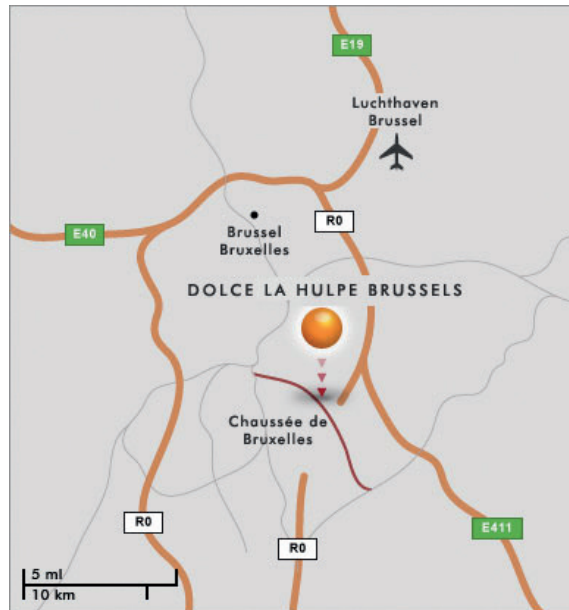 E19
Luchthaven
Brussel
R0
E40
Brussel
Bruxelles
DOLCE LA HULPE BRUSSELS
Chaussée de
Bruxelles
R0
E411
R0
5 mi
10 km